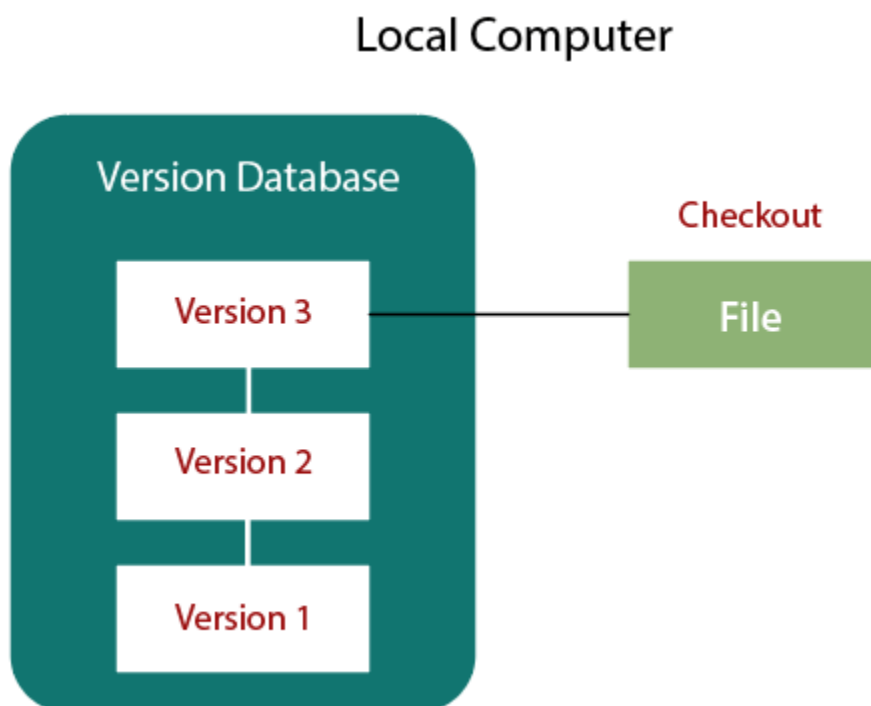 Local Computer
Version Database
Checkout
Version 3
File
Version 2
Version 1